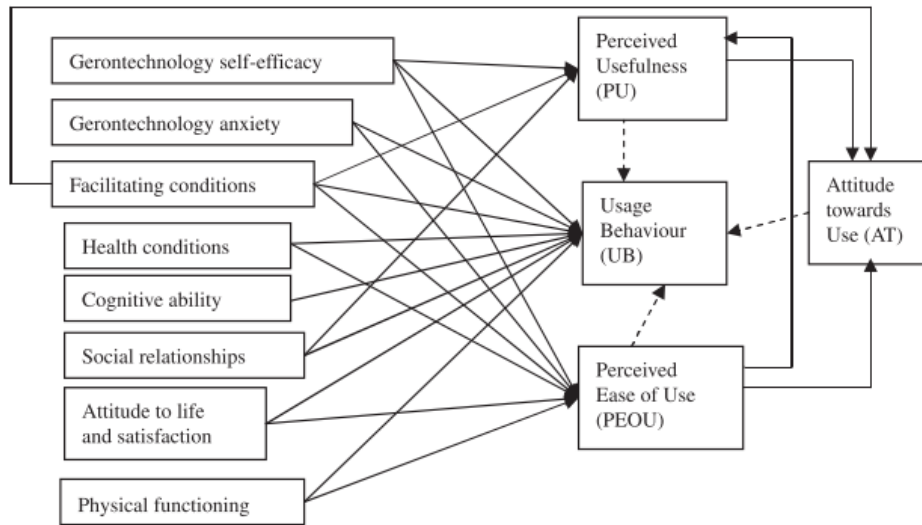 Gerontechnology self-efficacy
Gerontechnology anxiety
Facilitating conditions
Health conditions
Cognitive ability
Social relationships
Attitude to life
and satisfaction
Physical functioning
Perceived
Usefulness
(PU)
Usage
Behaviour
(UB)
Perceived
Ease of Use
(PEOU)
Attitude
towards
Use (AT)